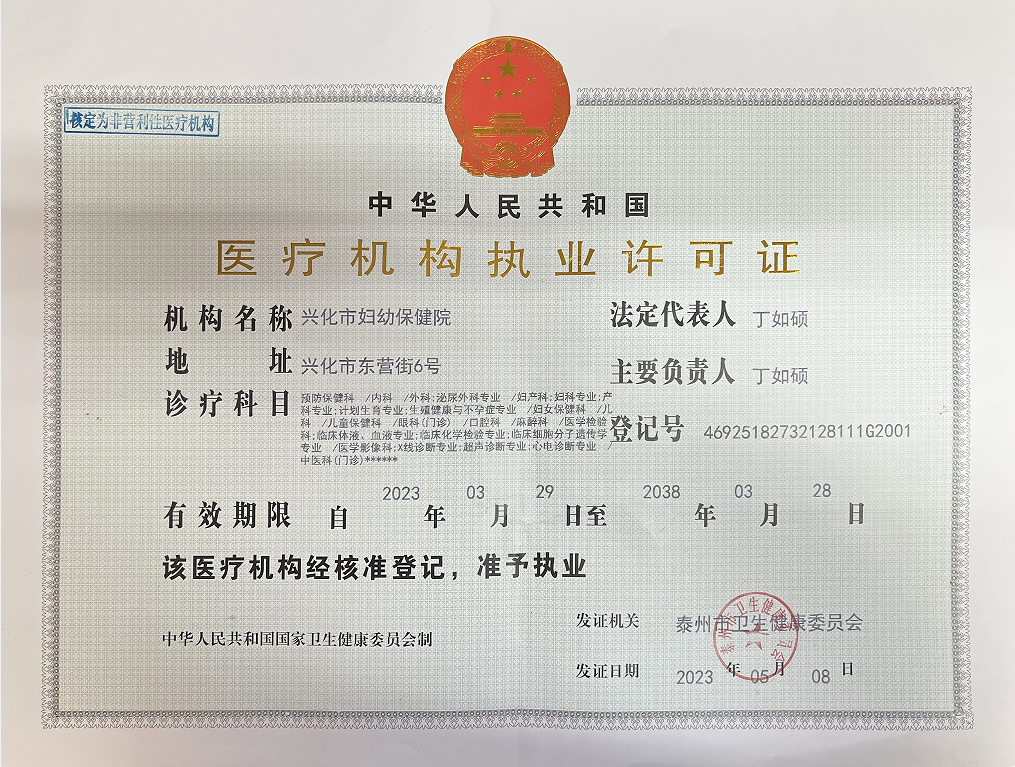 核定为非营利性医疗机构
中华人民共和国
医疗机构执业许可证
机构名称 兴化市妇幼保健院
法定代表人 丁如硕
地址 兴化市东营街6号
主要负责人 丁如硕
诊疗科目 预防保健科 /内科 /外科;泌尿外科专业 /妇产科;妇科专业;产
科专业;计划生育专业;生殖健康与不孕症专业 /妇女保健科 /儿
科 /儿童保健科 /眼科(门诊) /口腔科 /麻醉科 /医学检验
科;临床体液、血液专业;临床化学检验专业;临床细胞分子遗传学
专业 /医学影像科;X线诊断专业;超声诊断专业;心电诊断专业 /
中医科(门诊)******
登记号 46925182732128111G2001
有效期限 自 2023 年 03 月 29 日至 2038 年 03 月 28 日
该医疗机构经核准登记，准予执业
发证机关 泰州市卫生健康委员会
中华人民共和国国家卫生健康委员会制
发证日期 2023 年 05 月 08 日